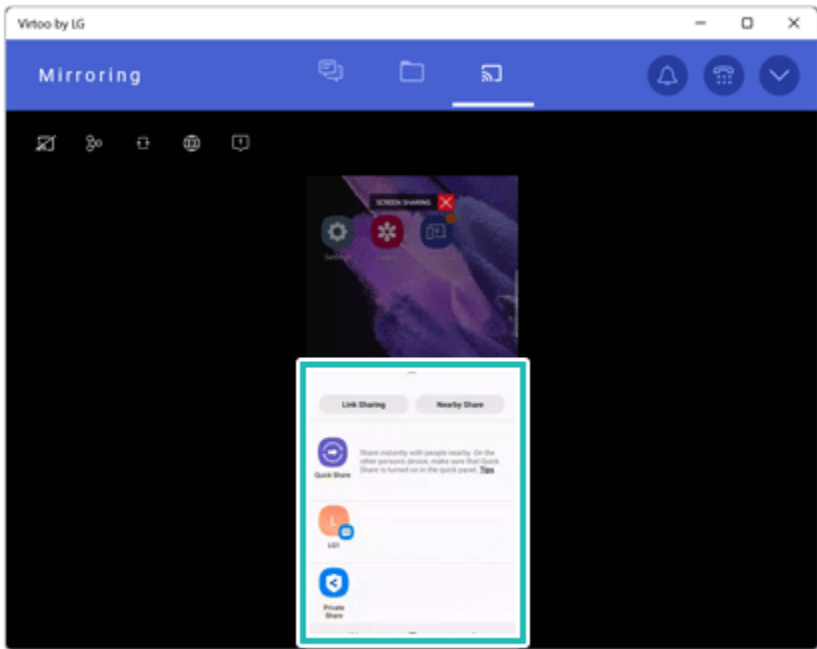 Virtoo by LG
Mirroring
SCREEN SHARING
Settings
Link Sharing
Nearby Share
Quick Share
Share instantly with people nearby. On the
other person's device, make sure that Quick
Share is turned on in the quick panel. Tips
L
LG1
Private
Share